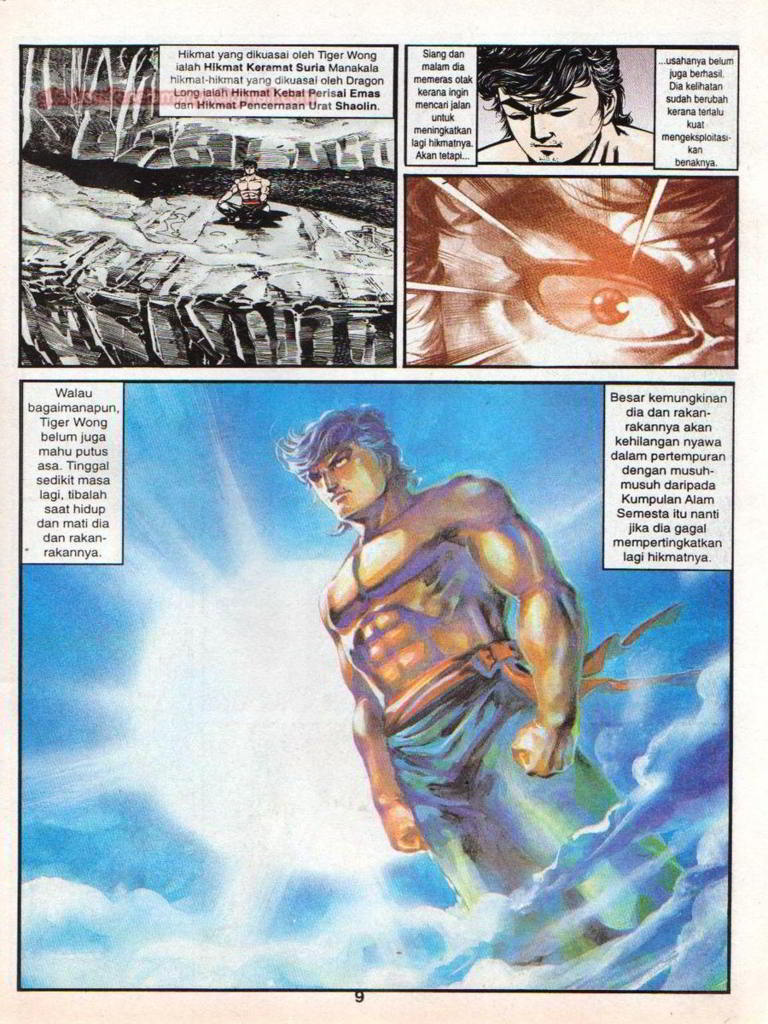 Hikmat yang dikuasai oleh Tiger Wong
ialah Hikmat Keramat Suria Manakala
hikmat-hikmat yang dikuasai oleh Dragon
Long ialah Hikmat Kebal Perisai Emas
dan Hikmat Pencernaan Urat Shaolin.
Siang dan
malam dia
memeras otak
kerana ingin
mencari jalan
untuk
meningkatkan
lagi hikmatnya.
Akan tetapi...
...usahanya belum
juga berhasil.
Dia kelihatan
sudah berubah
kerana terlalu
kuat
mengeksploitasi-
kan
benaknya.
Walau
bagaimanapun,
Tiger Wong
belum juga
mahu putus
asa. Tinggal
sedikit masa
lagi, tibalah
saat hidup
dan mati dia
dan rakan-
rakannya.
Besar kemungkinan
dia dan rakan-
rakannya akan
kehilangan nyawa
dalam pertempuran
dengan musuh-
musuh daripada
Kumpulan Alam
Semesta itu nanti
jika dia gagal
mempertingkatkan
lagi hikmatnya.
9